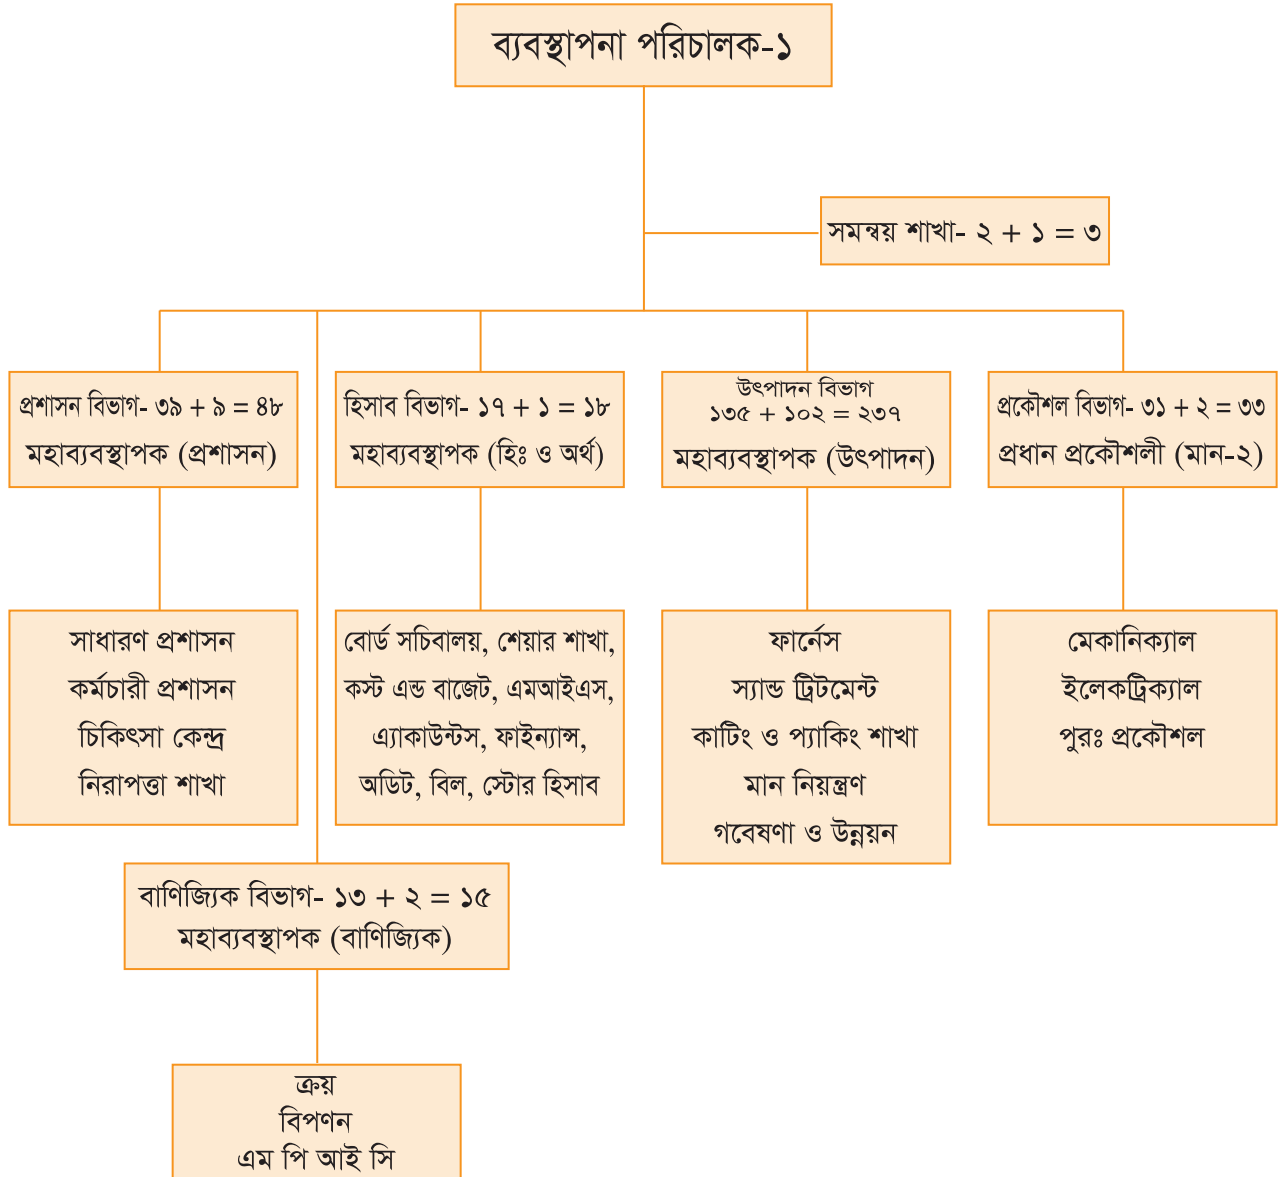 ব্যবস্থাপনা পরিচালক-১
সমন্বয় শাখা- ২ + ১ = ৩
প্রশাসন বিভাগ- ৩৯ + ৯ = ৪৮
মহাব্যবস্থাপক (প্রশাসন)
হিসাব বিভাগ- ১৭ + ১ = ১৮
মহাব্যবস্থাপক (হিঃ ও অর্থ)
উৎপাদন বিভাগ
১৩৫ + ১০২ = ২৩৭
মহাব্যবস্থাপক (উৎপাদন)
প্রকৌশল বিভাগ- ৩১ + ২ = ৩৩
প্রধান প্রকৌশলী (মান-২)
সাধারণ প্রশাসন
কর্মচারী প্রশাসন
চিকিৎসা কেন্দ্র
নিরাপত্তা শাখা
বোর্ড সচিবালয়, শেয়ার শাখা,
কস্ট এন্ড বাজেট, এমআইএস,
এ্যাকাউন্টস, ফাইন্যান্স,
অডিট, বিল, স্টোর হিসাব
ফার্নেস
স্যান্ড ট্রিটমেন্ট
কাটিং ও প্যাকিং শাখা
মান নিয়ন্ত্রণ
গবেষণা ও উন্নয়ন
মেকানিক্যাল
ইলেকট্রিক্যাল
পুরঃ প্রকৌশল
বাণিজ্যিক বিভাগ- ১৩ + ২ = ১৫
মহাব্যবস্থাপক (বাণিজ্যিক)
ক্রয়
বিপণন
এম পি আই সি